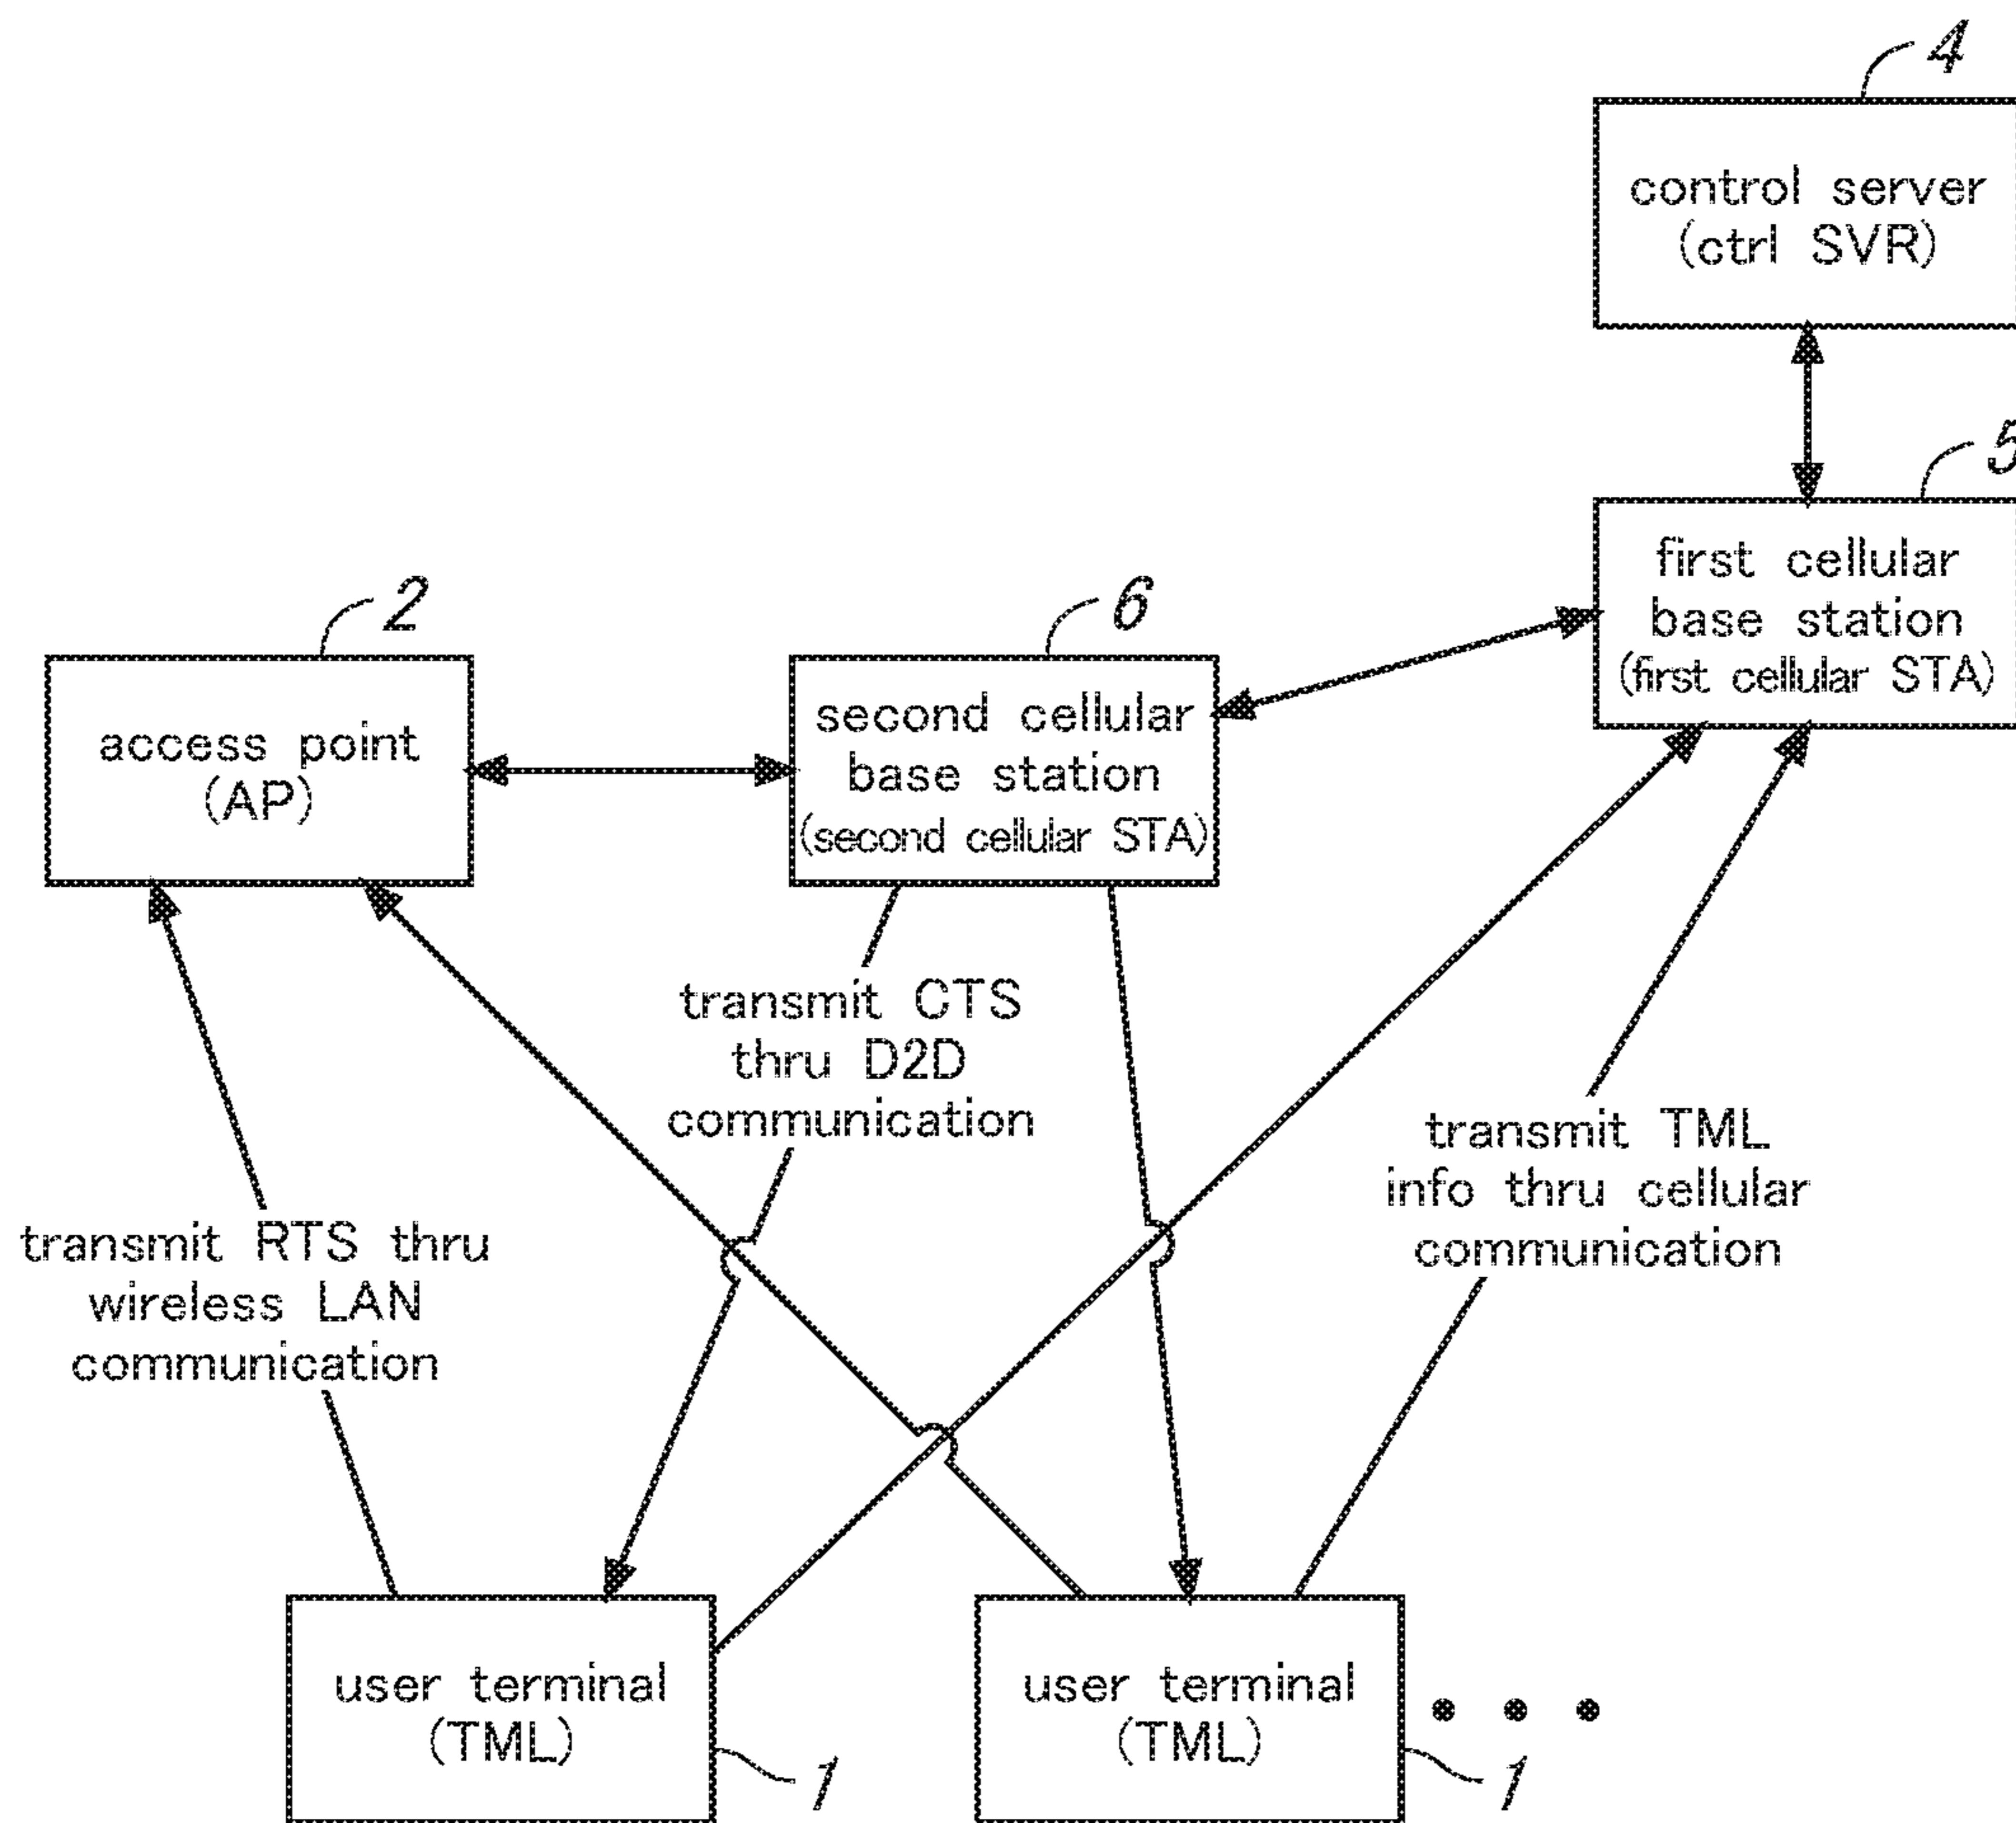 4
control server
(ctrl SVR)
5
first cellular
base station
(first cellular STA)
2
access point
(AP)
6
second cellular
base station
(second cellular STA)
transmit CTS
thru D2D
communication
transmit TML
info thru cellular
communication
transmit RTS thru
wireless LAN
communication
user terminal
(TML)
1
user terminal
(TML)
1